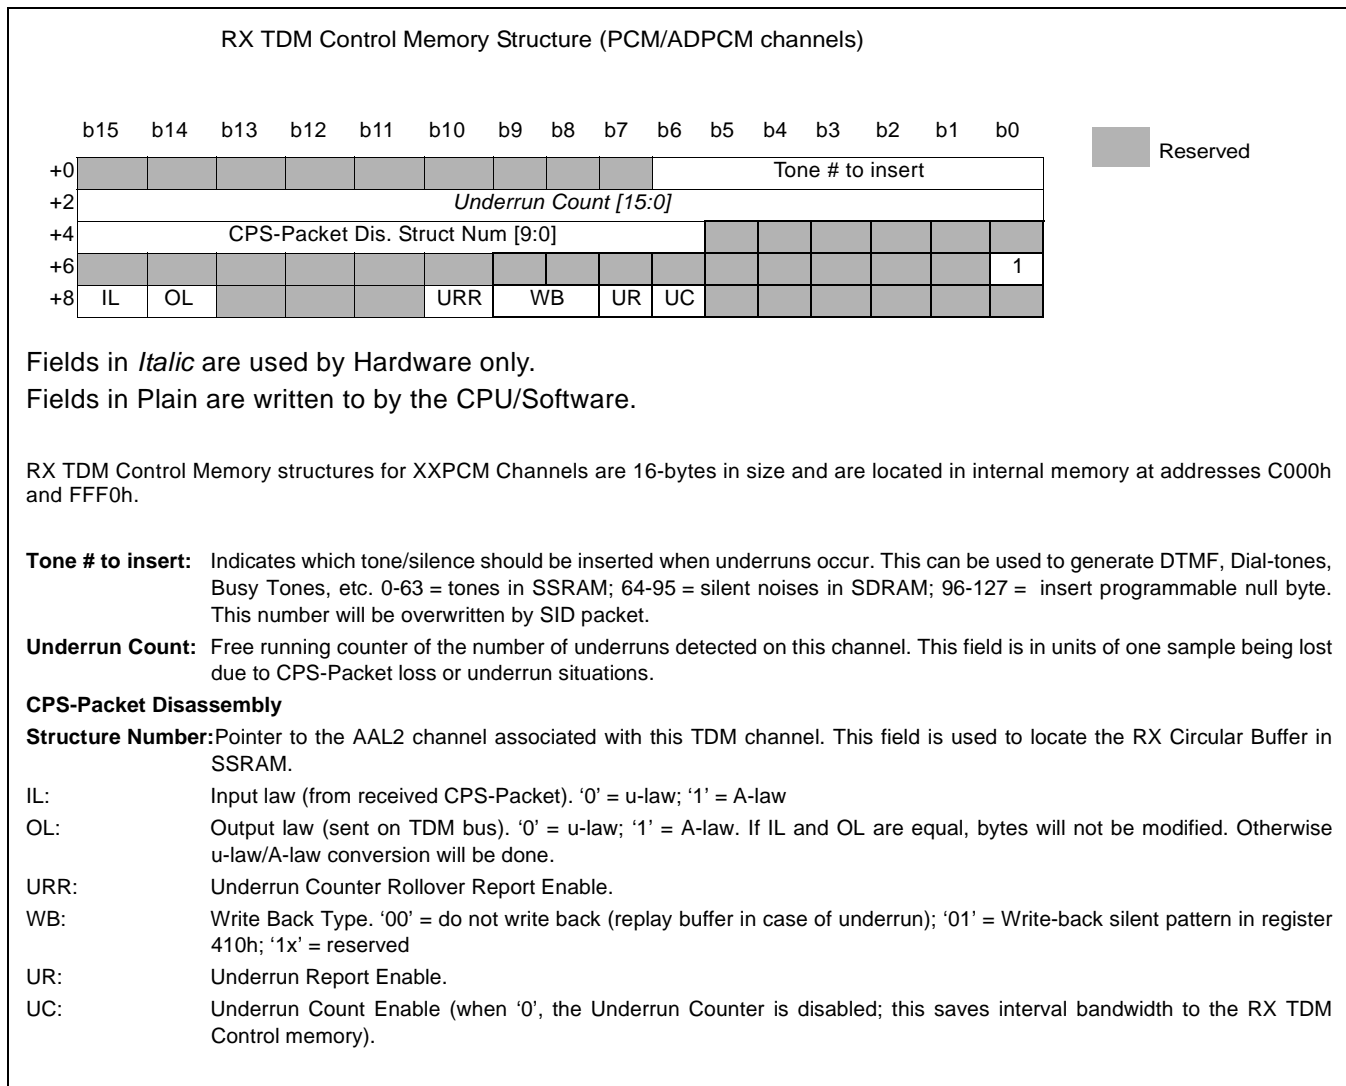 RX TDM Control Memory Structure (PCM/ADPCM channels)
b15 b14 b13 b12 b11 b10 b9 b8 b7 b6 b5 b4 b3 b2 b1 b0
Reserved
+0 Tone # to insert
+2 Underrun Count [15:0]
+4 CPS-Packet Dis. Struct Num [9:0]
+6 1
+8 IL OL URR WB UR UC
Fields in Italic are used by Hardware only.
Fields in Plain are written to by the CPU/Software.
RX TDM Control Memory structures for XXPCM Channels are 16-bytes in size and are located in internal memory at addresses C000h
and FFF0h.
Tone # to insert: Indicates which tone/silence should be inserted when underruns occur. This can be used to generate DTMF, Dial-tones,
Busy Tones, etc. 0-63 = tones in SSRAM; 64-95 = silent noises in SDRAM; 96-127 = insert programmable null byte.
This number will be overwritten by SID packet.
Underrun Count: Free running counter of the number of underruns detected on this channel. This field is in units of one sample being lost
due to CPS-Packet loss or underrun situations.
CPS-Packet Disassembly
Structure Number:Pointer to the AAL2 channel associated with this TDM channel. This field is used to locate the RX Circular Buffer in
SSRAM.
IL: Input law (from received CPS-Packet). ‘0’ = u-law; ‘1’ = A-law
OL: Output law (sent on TDM bus). ‘0’ = u-law; ‘1’ = A-law. If IL and OL are equal, bytes will not be modified. Otherwise
u-law/A-law conversion will be done.
URR: Underrun Counter Rollover Report Enable.
WB: Write Back Type. ‘00’ = do not write back (replay buffer in case of underrun); ‘01’ = Write-back silent pattern in register
410h; ‘1x’ = reserved
UR: Underrun Report Enable.
UC: Underrun Count Enable (when ‘0’, the Underrun Counter is disabled; this saves interval bandwidth to the RX TDM
Control memory).